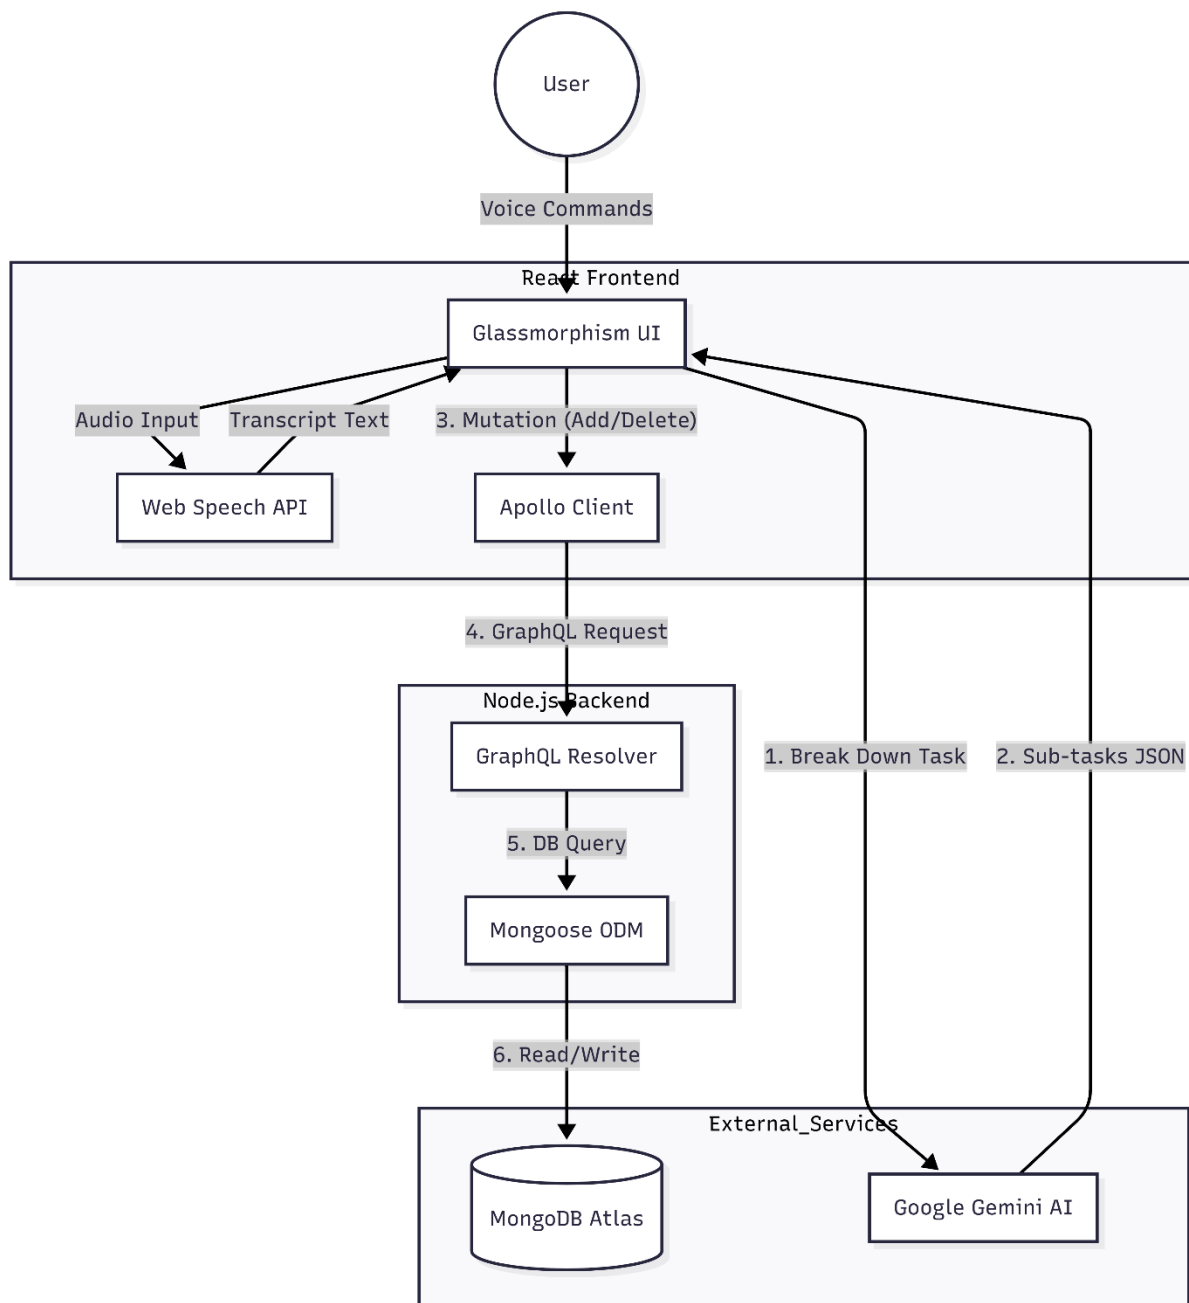 User
Voice Commands
React Frontend
Glassmorphism UI
Audio Input
Transcript Text
3. Mutation (Add/Delete)
Web Speech API
Apollo Client
4. GraphQL Request
Node.js Backend
GraphQL Resolver
1. Break Down Task
2. Sub-tasks JSON
5. DB Query
Mongoose ODM
6. Read/Write
External_Services
MongoDB Atlas
Google Gemini AI